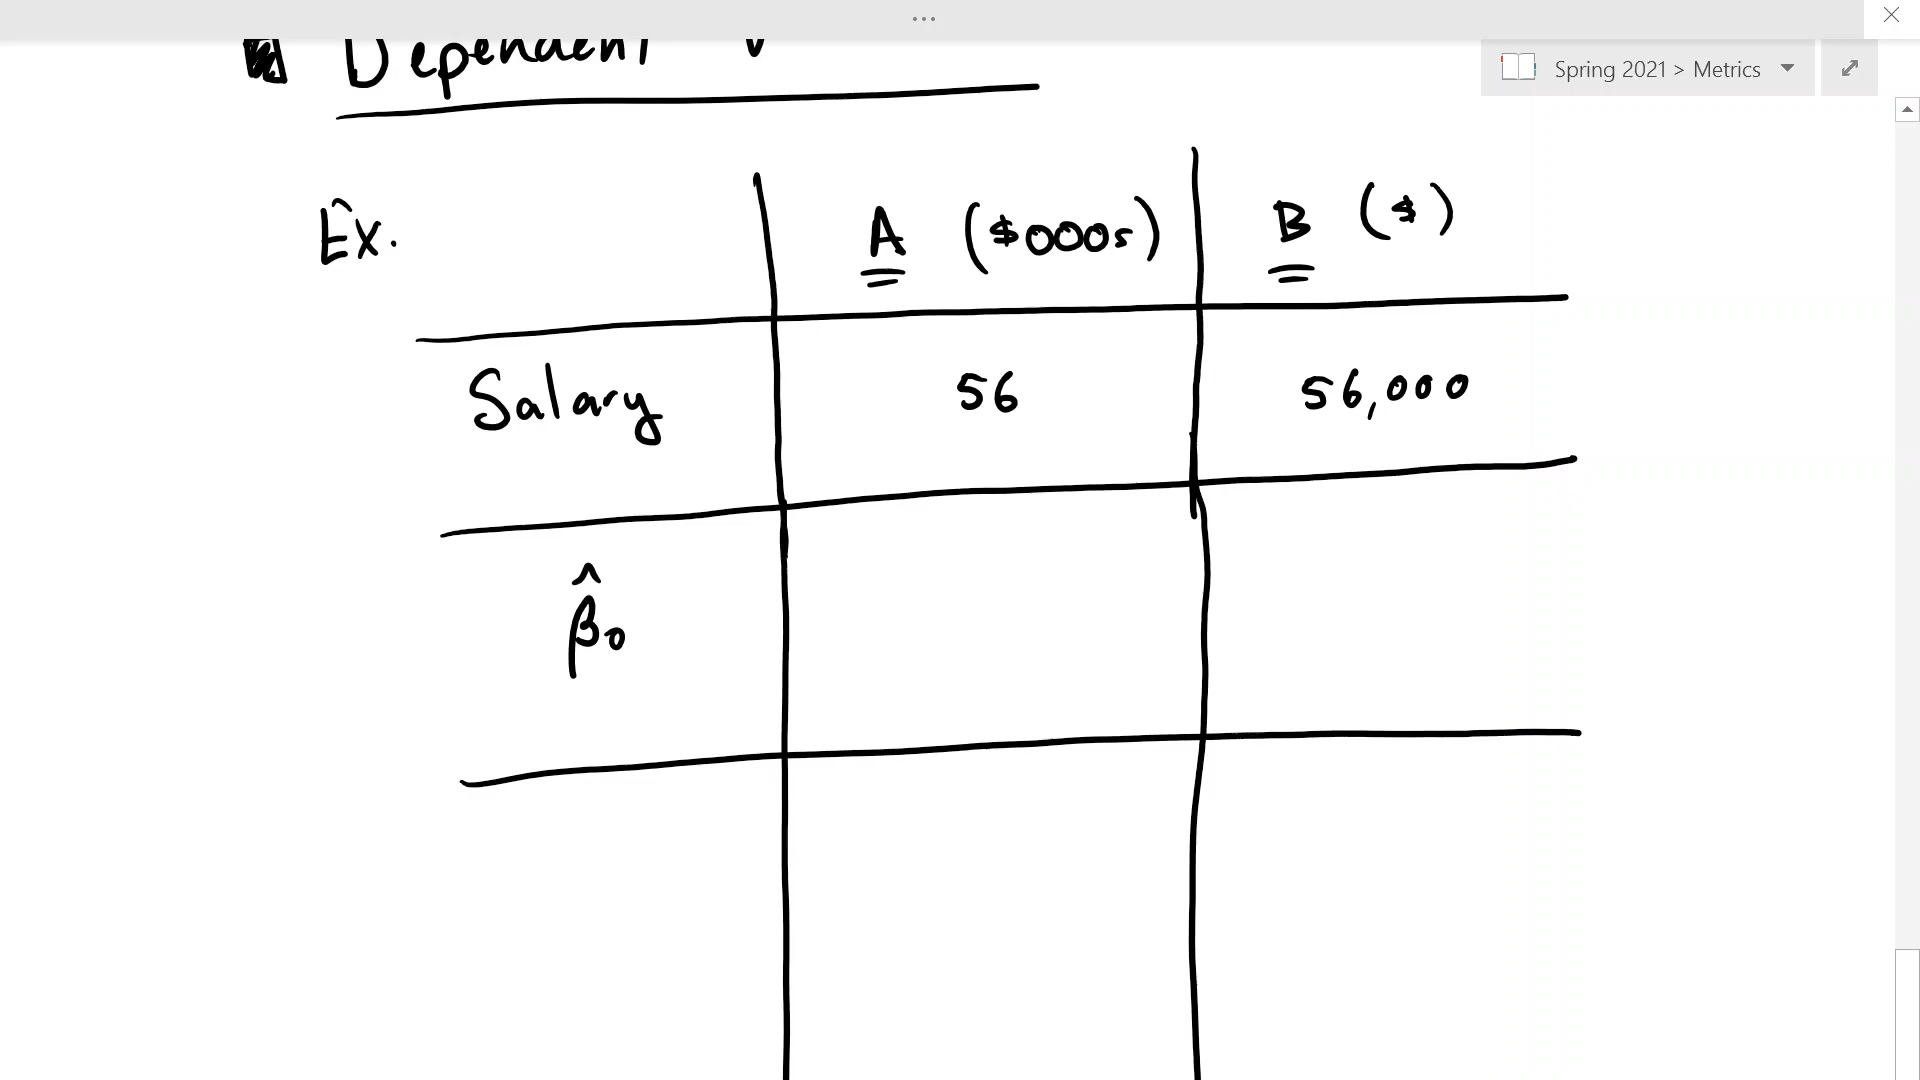 Spring 2021 > Metrics
Dependent
Ex.
A ($000s)
B ($)
Salary
56
56,000
β̂₀